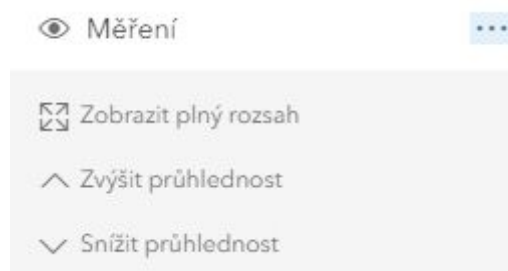 Měření
Zobrazit plný rozsah
Zvýšit průhlednost
Snížit průhlednost